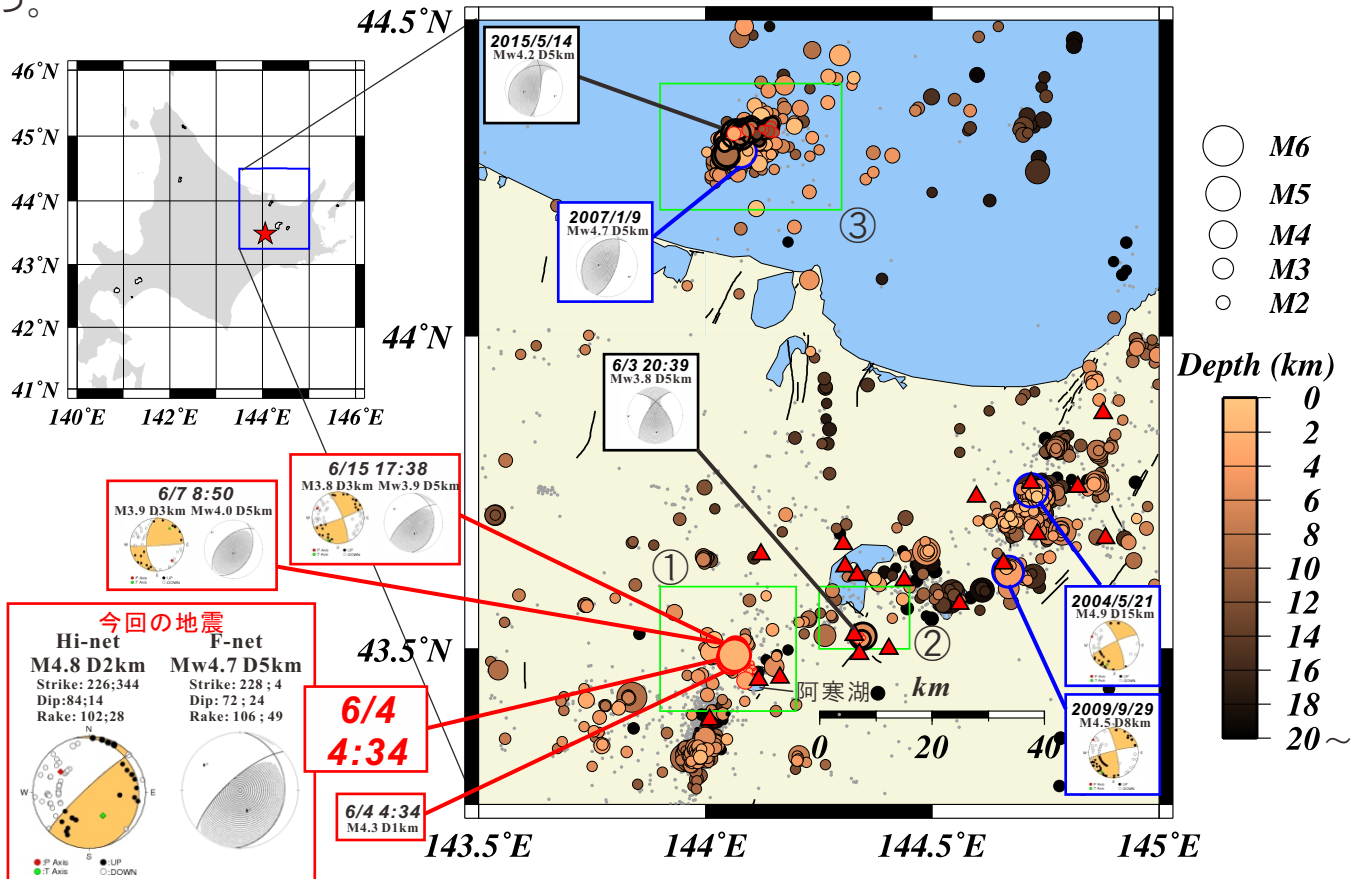 う。
46°N
45°N
44°N
43°N
42°N
41°N
140°E
142°E
144°E
146°E
44.5°N
44°N
43.5°N
143.5°E
144°E
144.5°E
145°E
2015/5/14
Mw4.2 D5km
2007/1/9
Mw4.7 D5km
③
6/3 20:39
Mw3.8 D5km
6/15 17:38
M3.8 D3km Mw3.9 D5km
6/7 8:50
M3.9 D3km Mw4.0 D5km
①
②
今回の地震
Hi-net
M4.8 D2km
Strike: 226;344
Dip:84;14
Rake: 102;28
N
W
E
S
:P Axis
:T Axis
:UP
:DOWN
F-net
Mw4.7 D5km
Strike: 228 ; 4
Dip: 72 ; 24
Rake: 106 ; 49
6/4
4:34
6/4 4:34
M4.3 D1km
阿寒湖
km
0
20
40
2004/5/21
M4.9 D15km
2009/9/29
M4.5 D8km
M6
M5
M4
M3
M2
Depth (km)
0
2
4
6
8
10
12
14
16
18
20～